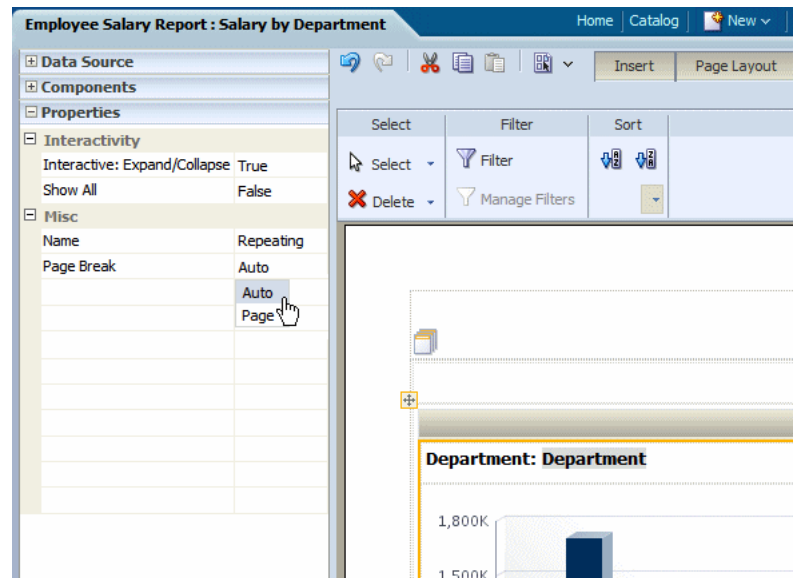 Employee Salary Report : Salary by Department
Home Catalog New
Data Source
Components
Properties
Interactivity
Interactive: Expand/Collapse True
Show All False
Misc
Name Repeating
Page Break Auto
Auto
Page
Insert Page Layout
Select Filter Sort
Select Filter
Delete Manage Filters
Department: Department
1,800K
1,500K